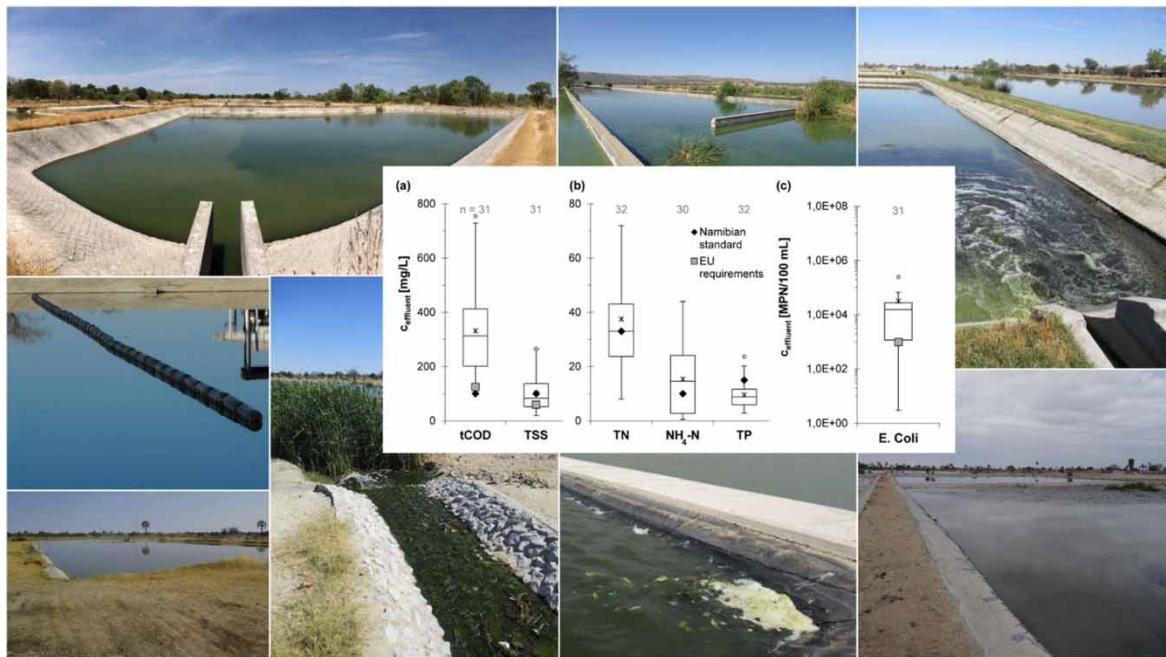 (a)
(b)
(c)
n = 31
31
32
30
32
31
Namibian
standard
EU
requirements
c_effluent [mg/L]
800
600
400
200
0
80
60
40
20
0
c_effluent [MPN/100 mL]
1,0E+08
1,0E+06
1,0E+04
1,0E+02
1,0E+00
tCOD
TSS
TN
NH₄-N
TP
E. Coli